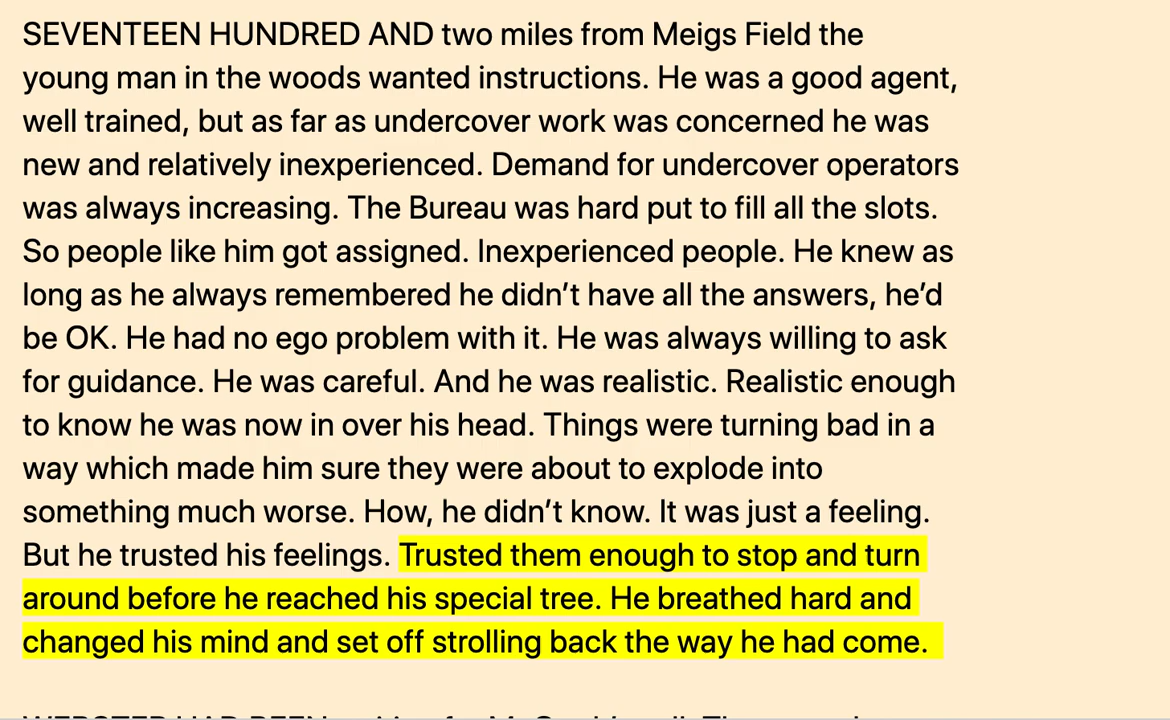 SEVENTEEN HUNDRED AND two miles from Meigs Field the
young man in the woods wanted instructions. He was a good agent,
well trained, but as far as undercover work was concerned he was
new and relatively inexperienced. Demand for undercover operators
was always increasing. The Bureau was hard put to fill all the slots.
So people like him got assigned. Inexperienced people. He knew as
long as he always remembered he didn’t have all the answers, he’d
be OK. He had no ego problem with it. He was always willing to ask
for guidance. He was careful. And he was realistic. Realistic enough
to know he was now in over his head. Things were turning bad in a
way which made him sure they were about to explode into
something much worse. How, he didn’t know. It was just a feeling.
But he trusted his feelings. Trusted them enough to stop and turn
around before he reached his special tree. He breathed hard and
changed his mind and set off strolling back the way he had come.
WEBSTER HAD BEEN